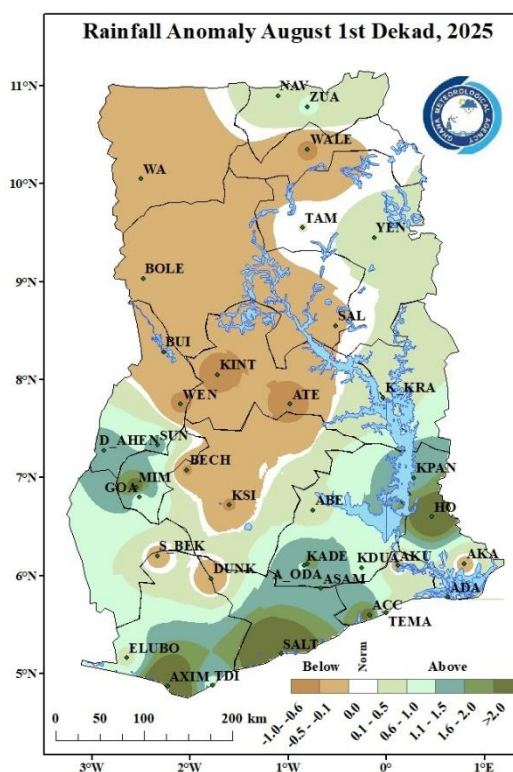 Rainfall Anomaly August 1st Dekad, 2025
11°N
NAV
ZUA
GHANA METEOROLOGICAL AGENCY
WALE
WA
10°N
TAM
YEN
BOLE
9°N
SAL
BUI
KINT
8°N
WEN
ATE
K_KRA
D_AHEN
SUN
BECH
KPAN
7°N
GOA
MIM
KSI
ABE
HO
S_BEK
KADE
6°N
DUNK
A_ODA
KDUA
AKU
AKA
ASAM
ADA
ACC
TEMA
ELUBO
SALT
5°N
AXIM
TDI
Below Norm Above
-1.0--0.6
-0.5--0.1
0.0
0.1-0.5
0.6-1.0
1.1-1.5
1.6-2.0
>2.0
0 50 100 200 km
3°W 2°W 1°W 0° 1°E